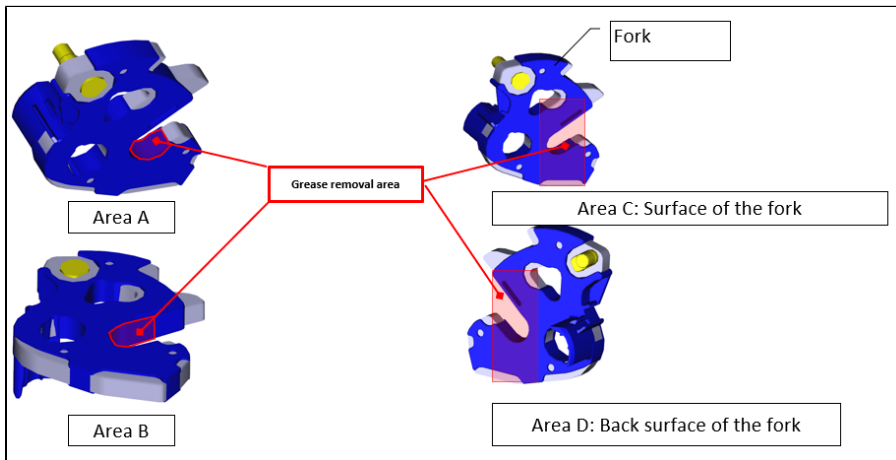 Fork
Grease removal area
Area A
Area C: Surface of the fork
Area B
Area D: Back surface of the fork